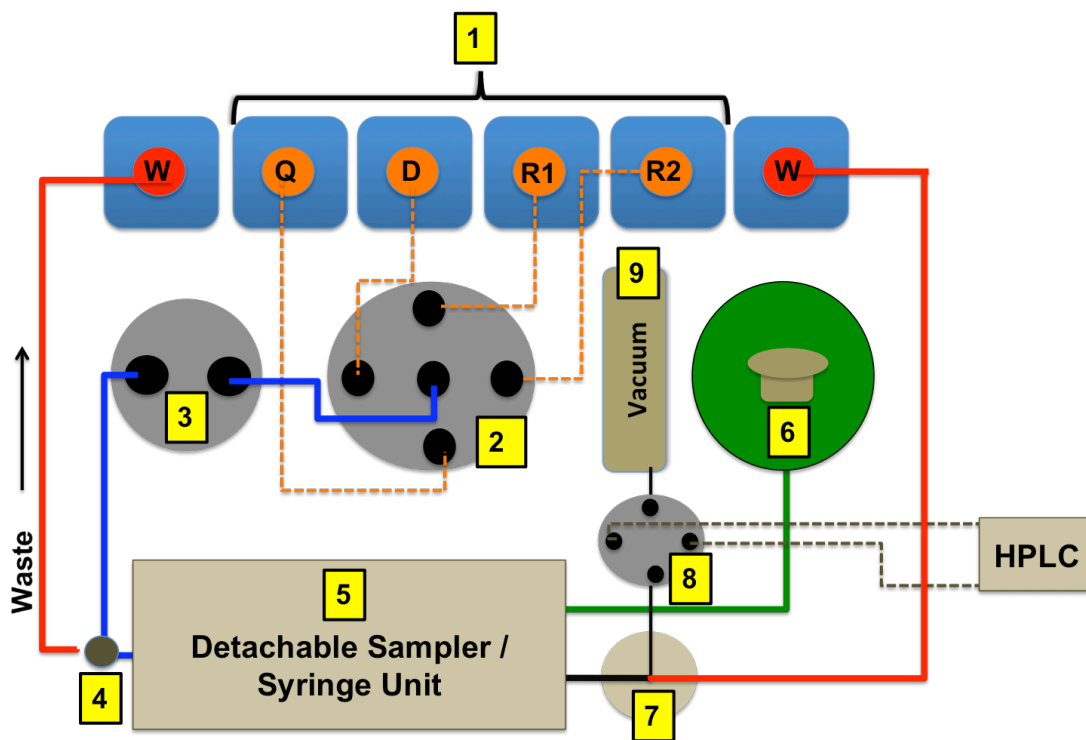 1
W
Q
D
R1
R2
W
9
Vacuum
3
2
6
Waste
8
HPLC
5
Detachable Sampler /
Syringe Unit
4
7